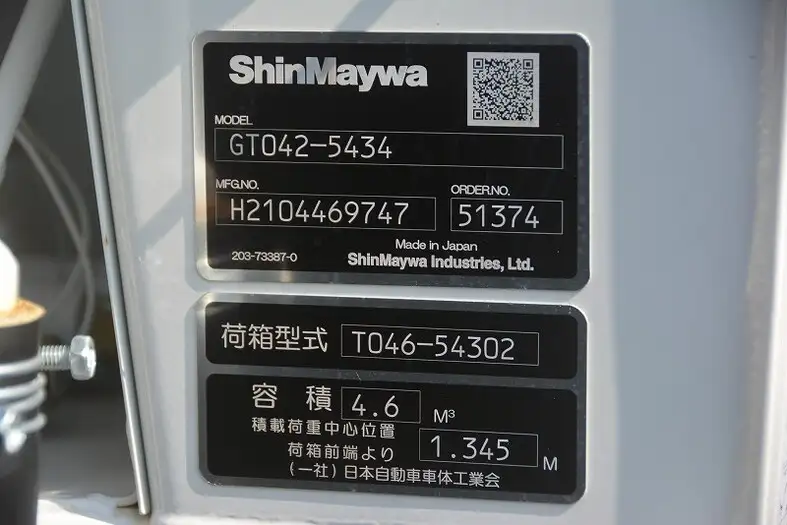 ShinMaywa
MODEL
GT042-5434
MFG.NO. ORDER.NO.
H2104469747 51374
Made in Japan
203-73387-0 ShinMaywa Industries, Ltd.
荷箱型式 T046-54302
容積 4.6 M³
積載荷重中心位置
荷箱前端より 1.345 M
(一社)日本自動車車体工業会